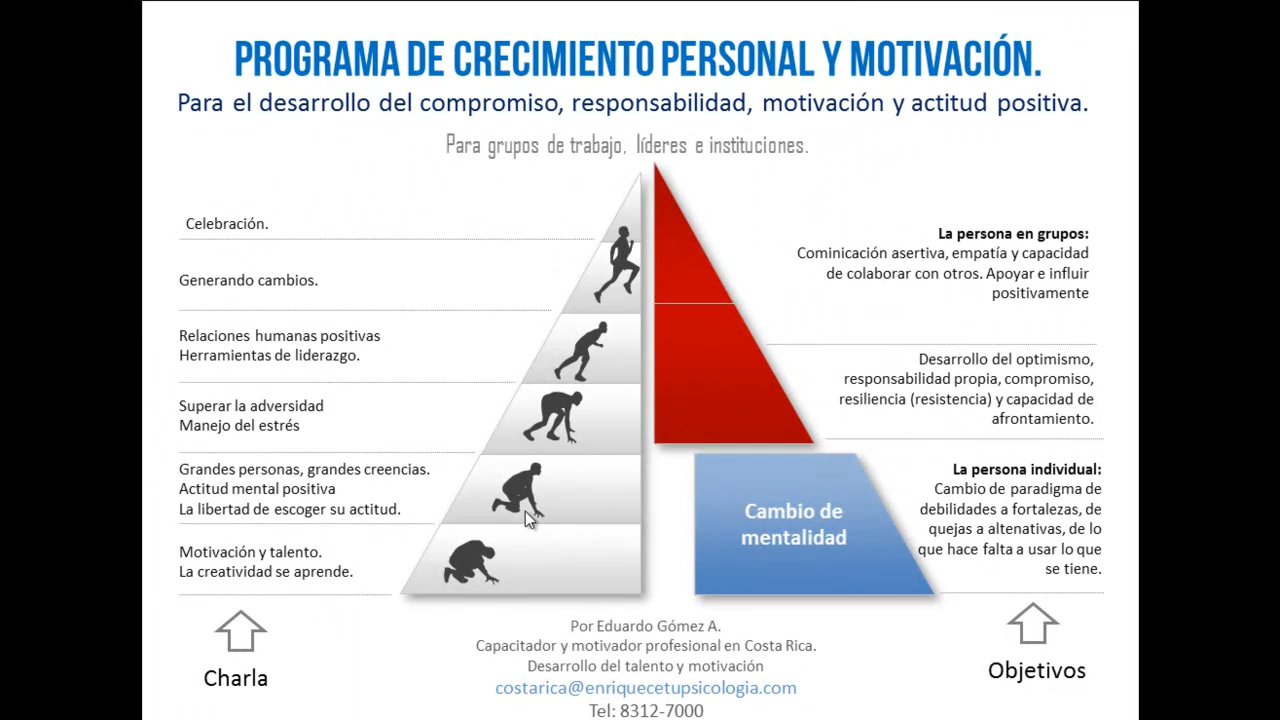 PROGRAMA DE CRECIMIENTO PERSONAL Y MOTIVACIÓN.
Para el desarrollo del compromiso, responsabilidad, motivación y actitud positiva.
Para grupos de trabajo, líderes e instituciones.
Celebración.
Generando cambios.
Relaciones humanas positivas
Herramientas de liderazgo.
Superar la adversidad
Manejo del estrés
Grandes personas, grandes creencias.
Actitud mental positiva
La libertad de escoger su actitud.
Motivación y talento.
La creatividad se aprende.
Charla
La persona en grupos:
Cominicación asertiva, empatía y capacidad
de colaborar con otros. Apoyar e influir
positivamente
Desarrollo del optimismo,
responsabilidad propia, compromiso,
resiliencia (resistencia) y capacidad de
afrontamiento.
Cambio de
mentalidad
La persona individual:
Cambio de paradigma de
debilidades a fortalezas, de
quejas a altenativas, de lo
que hace falta a usar lo que
se tiene.
Objetivos
Por Eduardo Gómez A.
Capacitador y motivador profesional en Costa Rica.
Desarrollo del talento y motivación
costarica@enriquecetupsicologia.com
Tel: 8312-7000